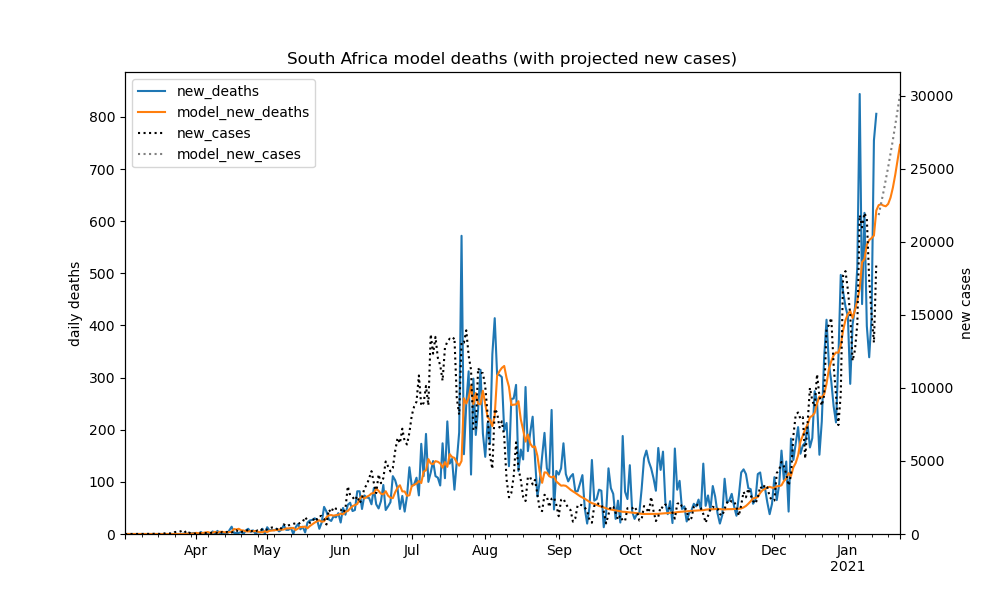 South Africa model deaths (with projected new cases)
new_deaths
model_new_deaths
new_cases
model_new_cases
daily deaths
800
700
600
500
400
300
200
100
0
30000
25000
20000
15000
10000
5000
0
new cases
Apr May Jun Jul Aug Sep Oct Nov Dec Jan
2021